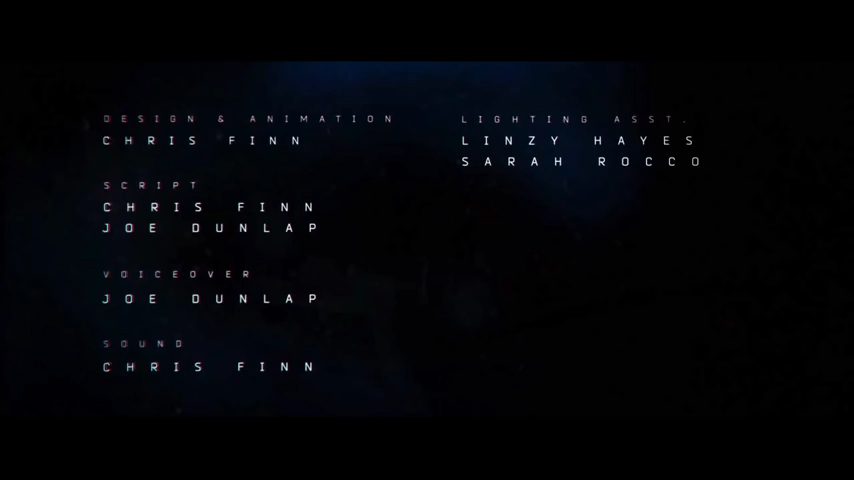 DESIGN & ANIMATION
CHRIS FINN
SCRIPT
CHRIS FINN
JOE DUNLAP
VOICEOVER
JOE DUNLAP
SOUND
CHRIS FINN
LIGHTING ASST.
LINZY HAYES
SARAH ROCCO